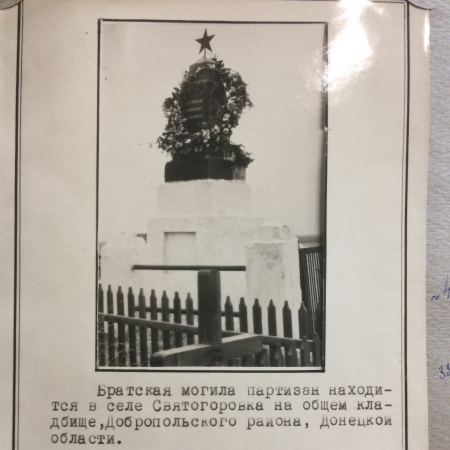 Братская могила партизан находи-
тся в селе Святогоровка на общем кла-
дбище,Добропольского района, Донецкой
области.